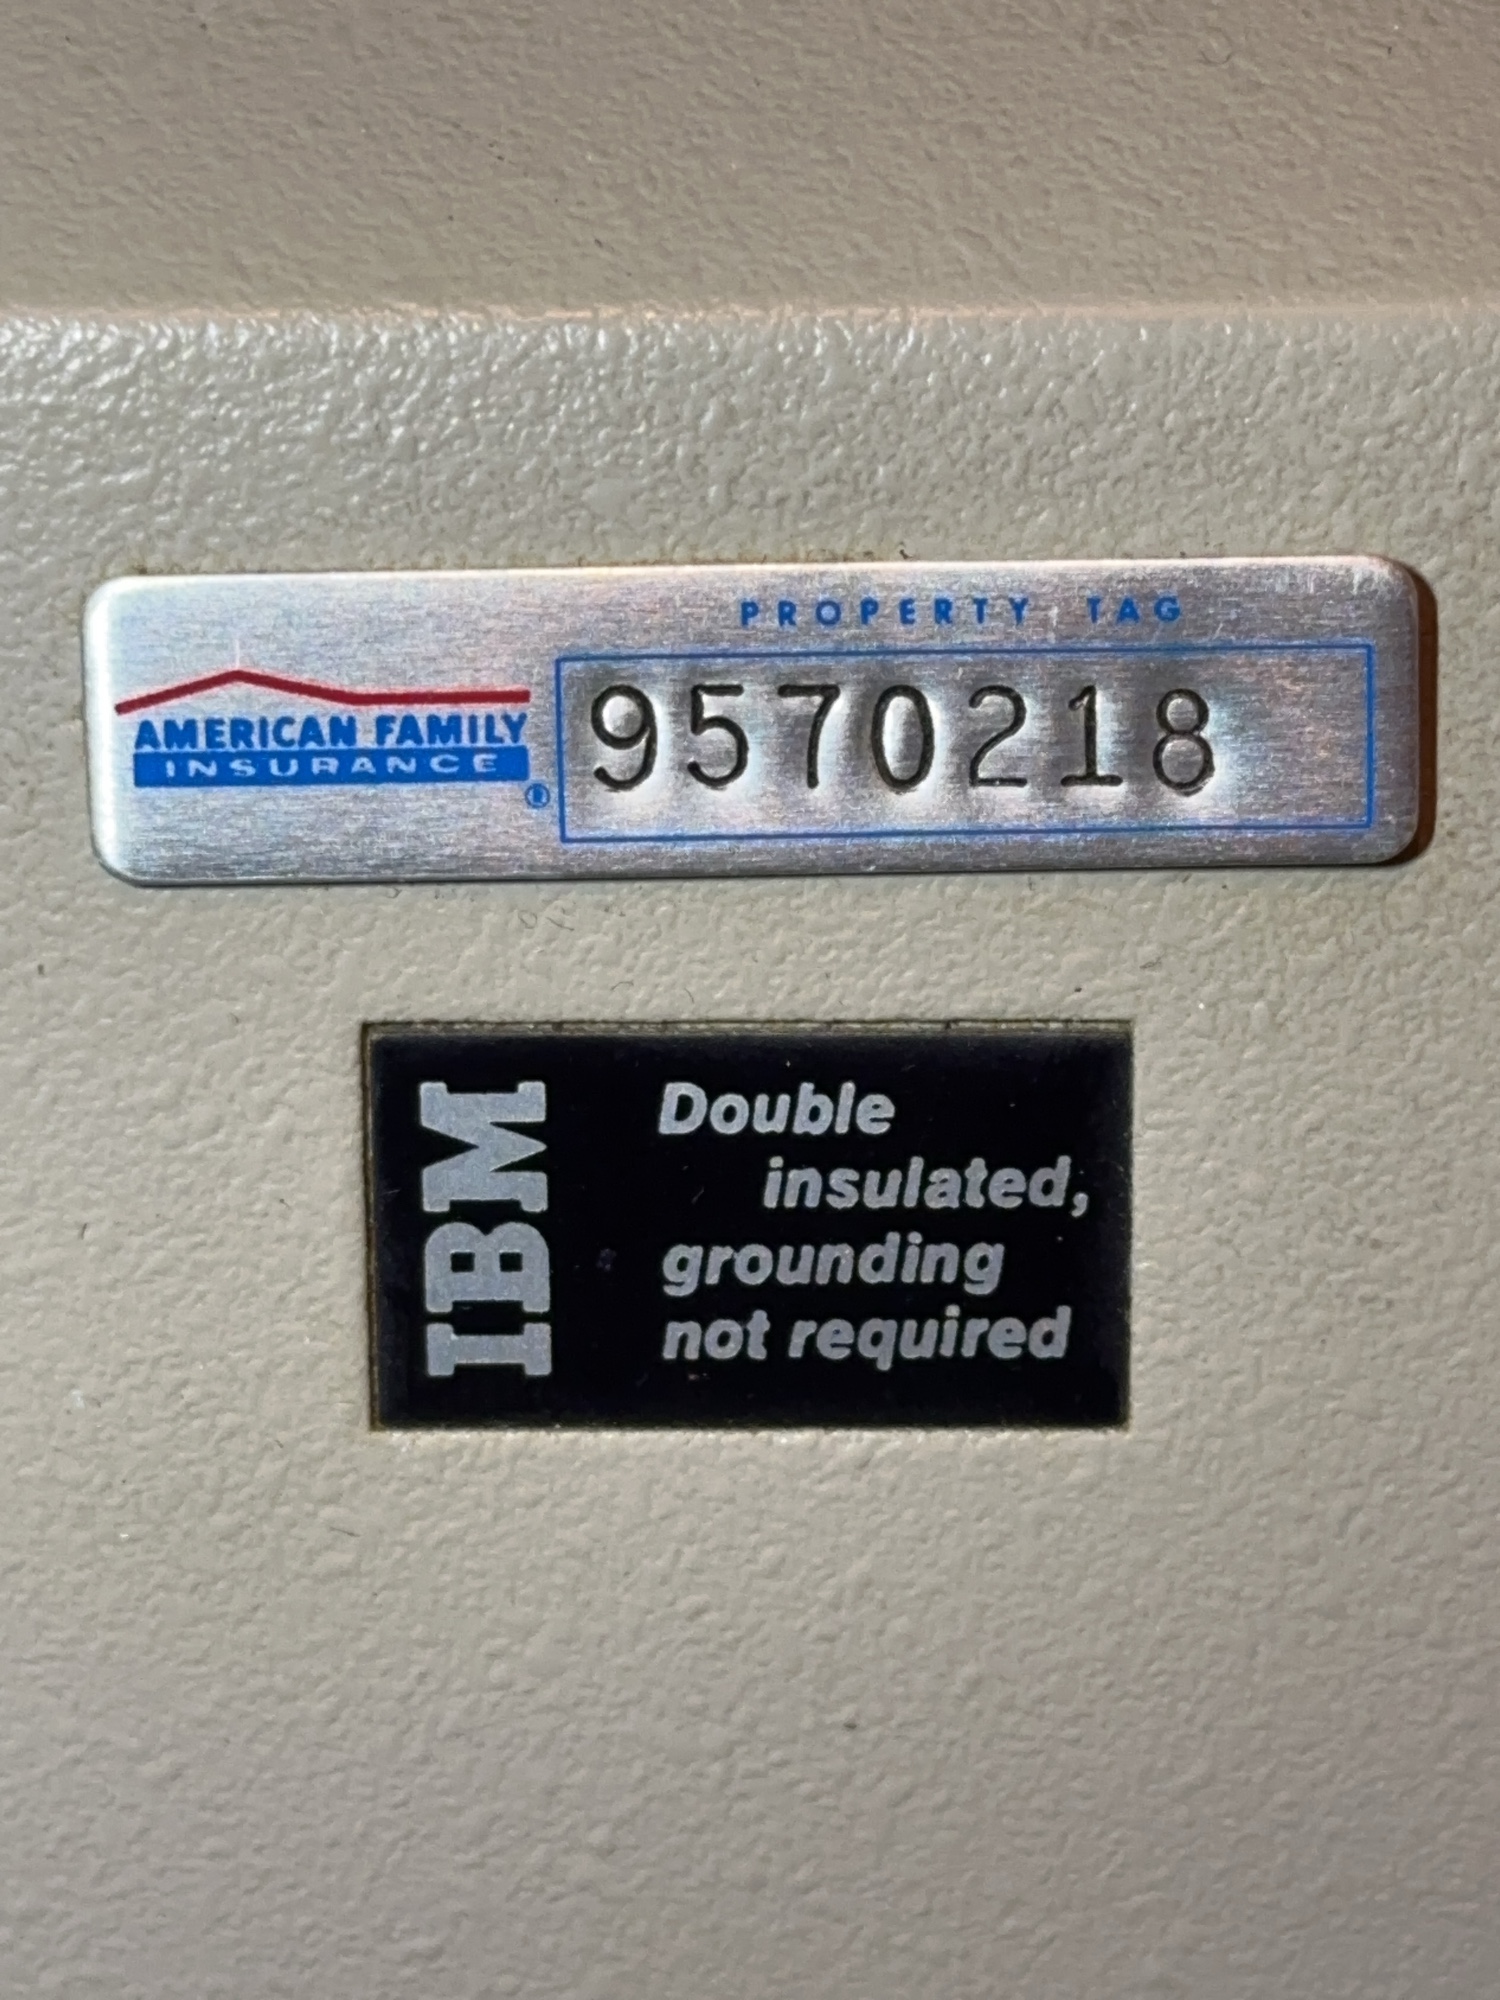 PROPERTY TAG
AMERICAN FAMILY
INSURANCE
®
9570218
IBM
Double
insulated,
grounding
not required